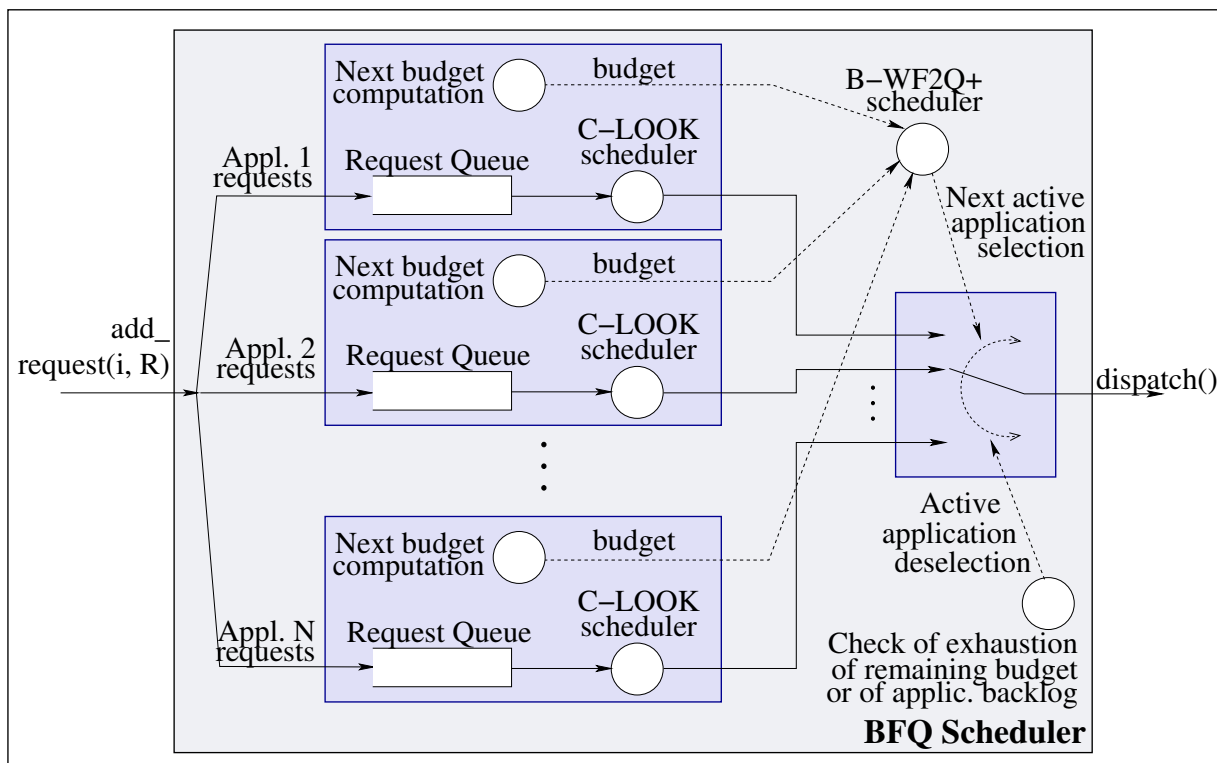 Next budget
computation
budget
B−WF2Q+
scheduler
C−LOOK
scheduler
Appl. 1
requests
Request Queue
Next active
application
selection
Next budget
computation
budget
C−LOOK
scheduler
add_
request(i, R)
Appl. 2
requests
Request Queue
dispatch()
Active
application
deselection
Next budget
computation
budget
C−LOOK
scheduler
Appl. N
requests
Request Queue
Check of exhaustion
of remaining budget
or of applic. backlog
BFQ Scheduler